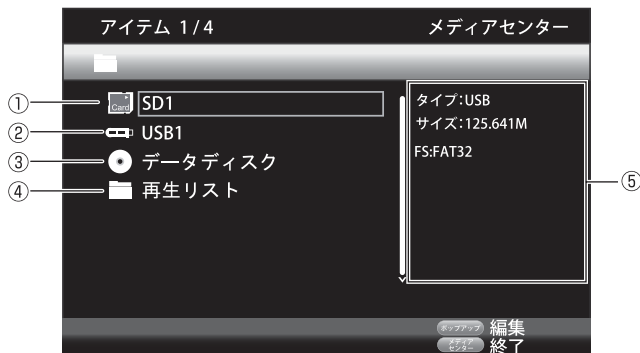 アイテム 1/4
メディアセンター
① Card SD1
② USB1
③ データディスク
④ 再生リスト
タイプ:USB
サイズ:125.641M
FS:FAT32
⑤
ポップアップ 編集
メディアセンター 終了